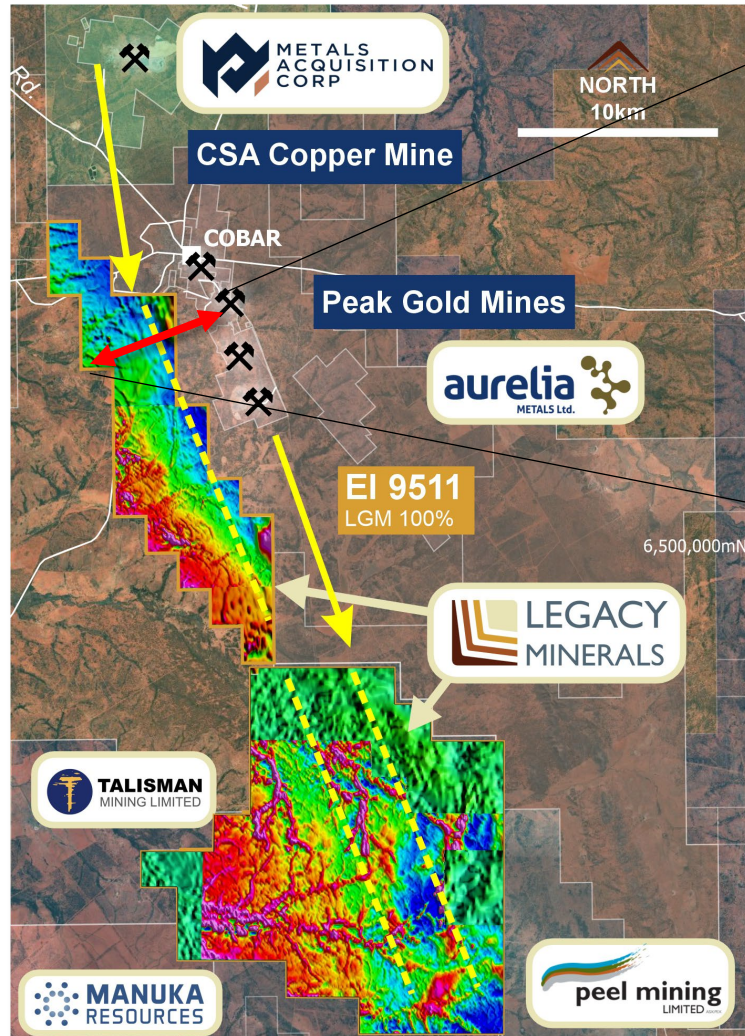 METALS
ACQUISITION
CORP
Rd.
NORTH
10km
CSA Copper Mine
COBAR
Peak Gold Mines
aurelia
METALS Ltd.
EI 9511
LGM 100%
6,500,000mN
LEGACY
MINERALS
TALISMAN
MINING LIMITED
MANUKA
RESOURCES
peel mining
LIMITED